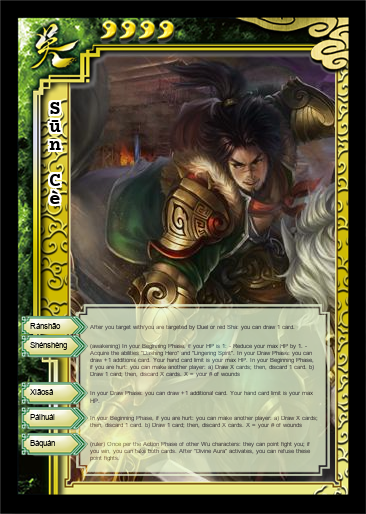 吴
Sūn Cè
Ránshāo
After you target with/you are targeted by Duel or red Sha: you can draw 1 card.
Shénshèng
(awakening) In your Beginning Phase, if your HP is 1: - Reduce your max HP by 1. -
Acquire the abilities "Dashing Hero" and "Lingering Spirit". In your Draw Phase: you can
draw +1 additional card. Your hand card limit is your max HP. In your Beginning Phase,
if you are hurt: you can make another player: a) Draw X cards; then, discard 1 card. b)
Draw 1 card; then, discard X cards. X = your # of wounds
Xiāosǎ
In your Draw Phase: you can draw +1 additional card. Your hand card limit is your max
HP.
Páihuái
In your Beginning Phase, if you are hurt: you can make another player: a) Draw X cards;
then, discard 1 card. b) Draw 1 card; then, discard X cards. X = your # of wounds
Bàquán
(ruler) Once per the Action Phase of other Wu characters: they can point fight you; if
you win, you can take both cards. After "Divine Aura" activates, you can refuse these
point fights.